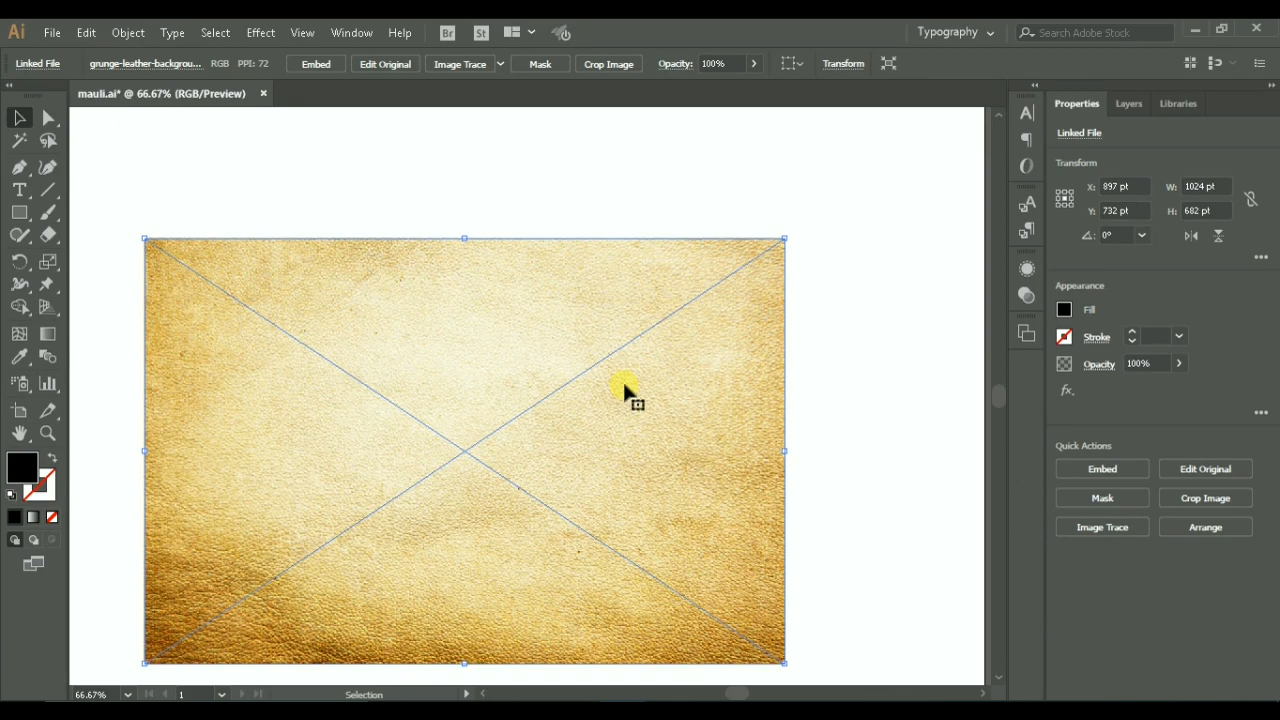 Ai File Edit Object Type Select Effect View Window Help Br St Typography Search Adobe Stock
Linked File grunge-leather-backgrou... RGB PPI: 72 Embed Edit Original Image Trace Mask Crop Image Opacity: 100% Transform
mauli.ai* @ 66.67% (RGB/Preview)
Properties Layers Libraries
Linked File
Transform
X: 897 pt W: 1024 pt
Y: 732 pt H: 682 pt
0°
Appearance
Fill
Stroke
Opacity 100%
fx.
Quick Actions
Embed Edit Original
Mask Crop Image
Image Trace Arrange
66.67% 1 Selection